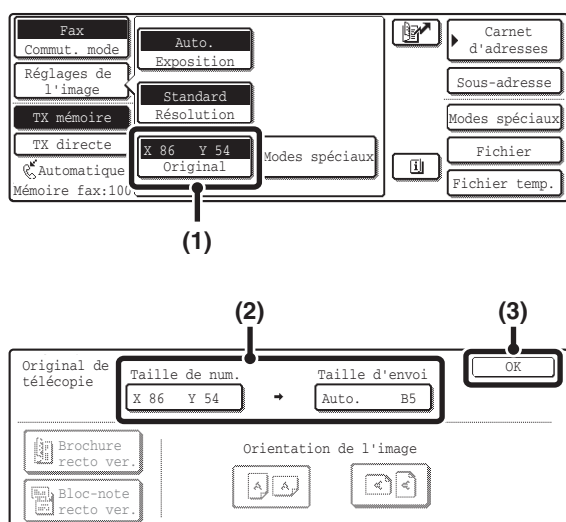 Fax
Commut. mode
Réglages de
l'image
TX mémoire
TX directe
Automatique
Mémoire fax:100
Auto.
Exposition
Standard
Résolution
X 86 Y 54
Original
Modes spéciaux
Carnet
d'adresses
Sous-adresse
Modes spéciaux
Fichier
Fichier temp.
(1)
(2)
(3)
Original de
télécopie
Taille de num.
X 86 Y 54
Taille d'envoi
Auto. B5
OK
Brochure
recto ver.
Bloc-note
recto ver.
Orientation de l'image
A A
A A